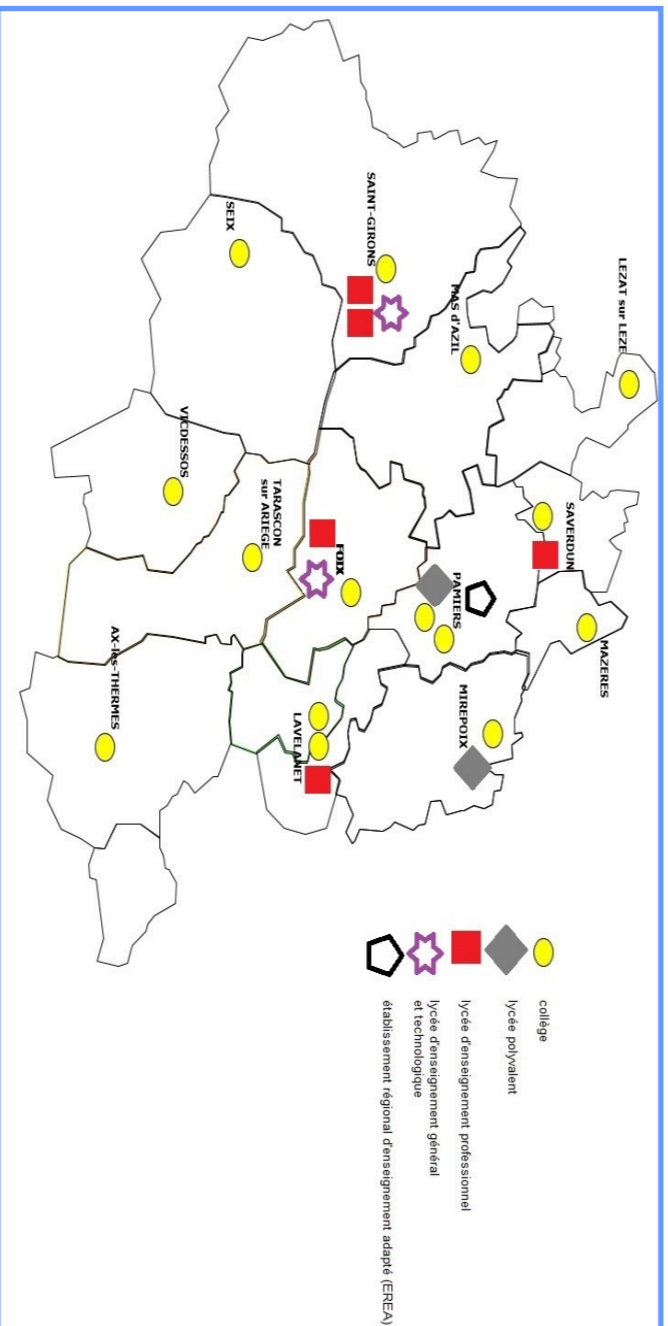 LEZAT sur LEZE
SAVERDUN
MAZERES
MAS d'AZIL
PAMIERS
MIREPOIX
SAINT-GIRONS
FOIX
LAVELANET
SEIX
TARASCON
sur ARIEGE
VICDESSOS
AX-les-THERMES
collège
lycée polyvalent
lycée d'enseignement professionnel
lycée d'enseignement général
et technologique
établissement régional d'enseignement adapté (EREA)